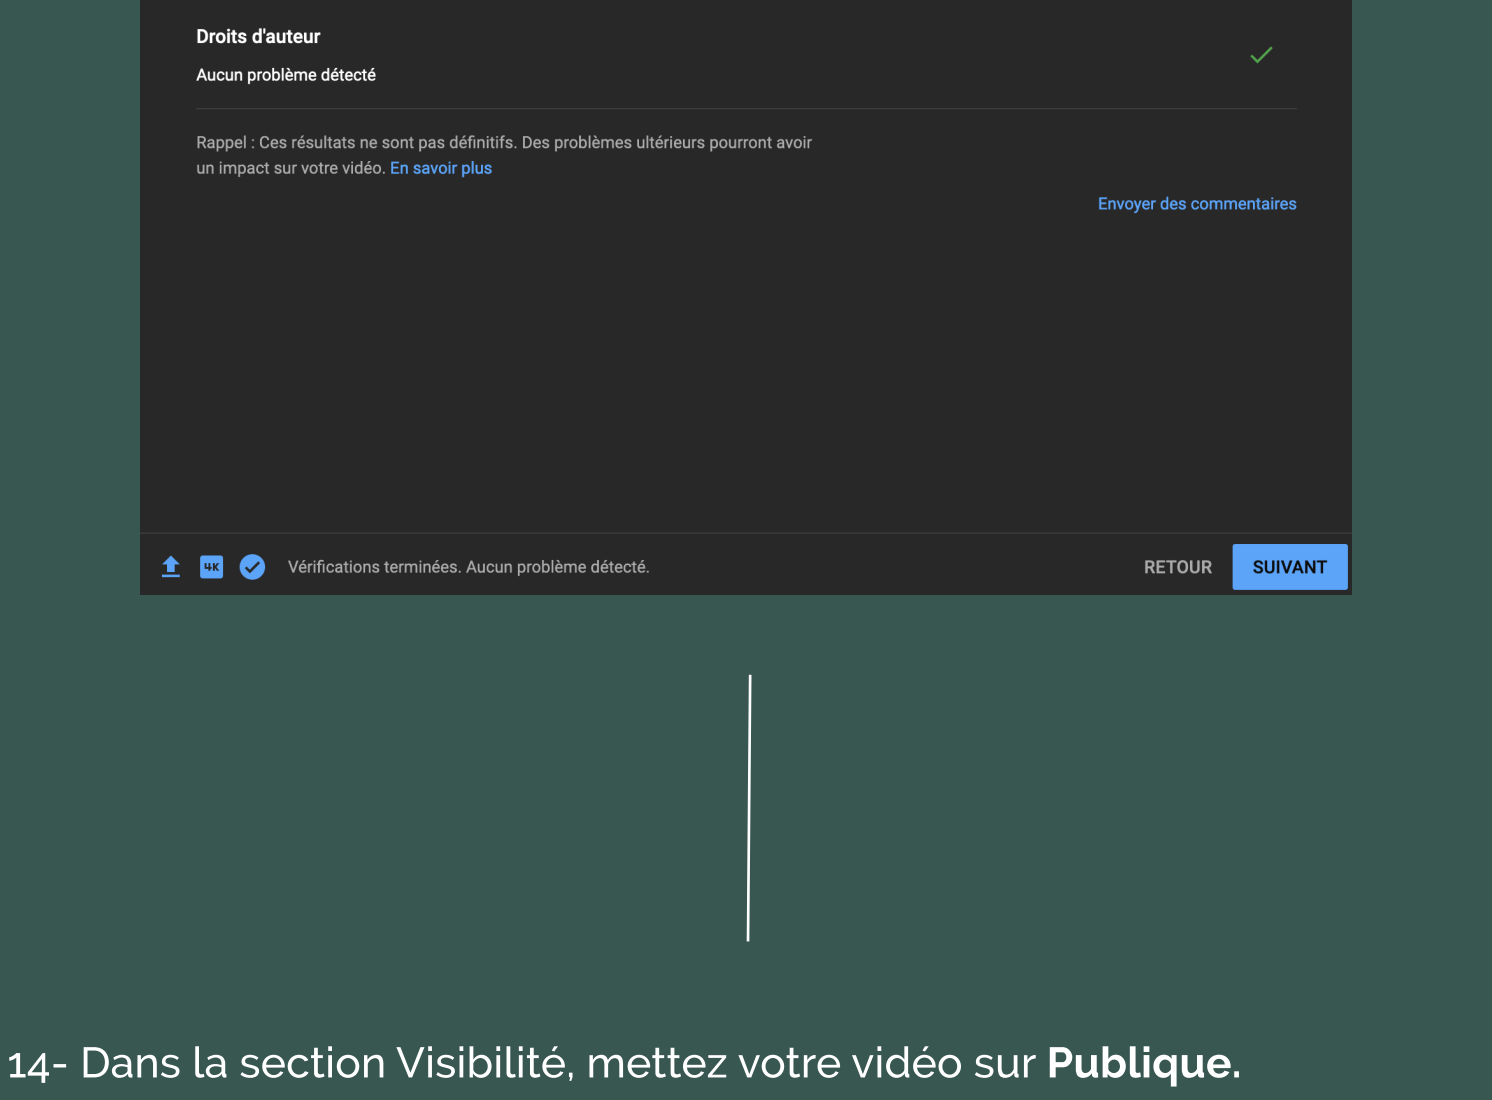 Droits d'auteur
Aucun problème détecté
Rappel : Ces résultats ne sont pas définitifs. Des problèmes ultérieurs pourront avoir
un impact sur votre vidéo. En savoir plus
Envoyer des commentaires
4K
Vérifications terminées. Aucun problème détecté.
RETOUR
SUIVANT
14- Dans la section Visibilité, mettez votre vidéo sur Publique.